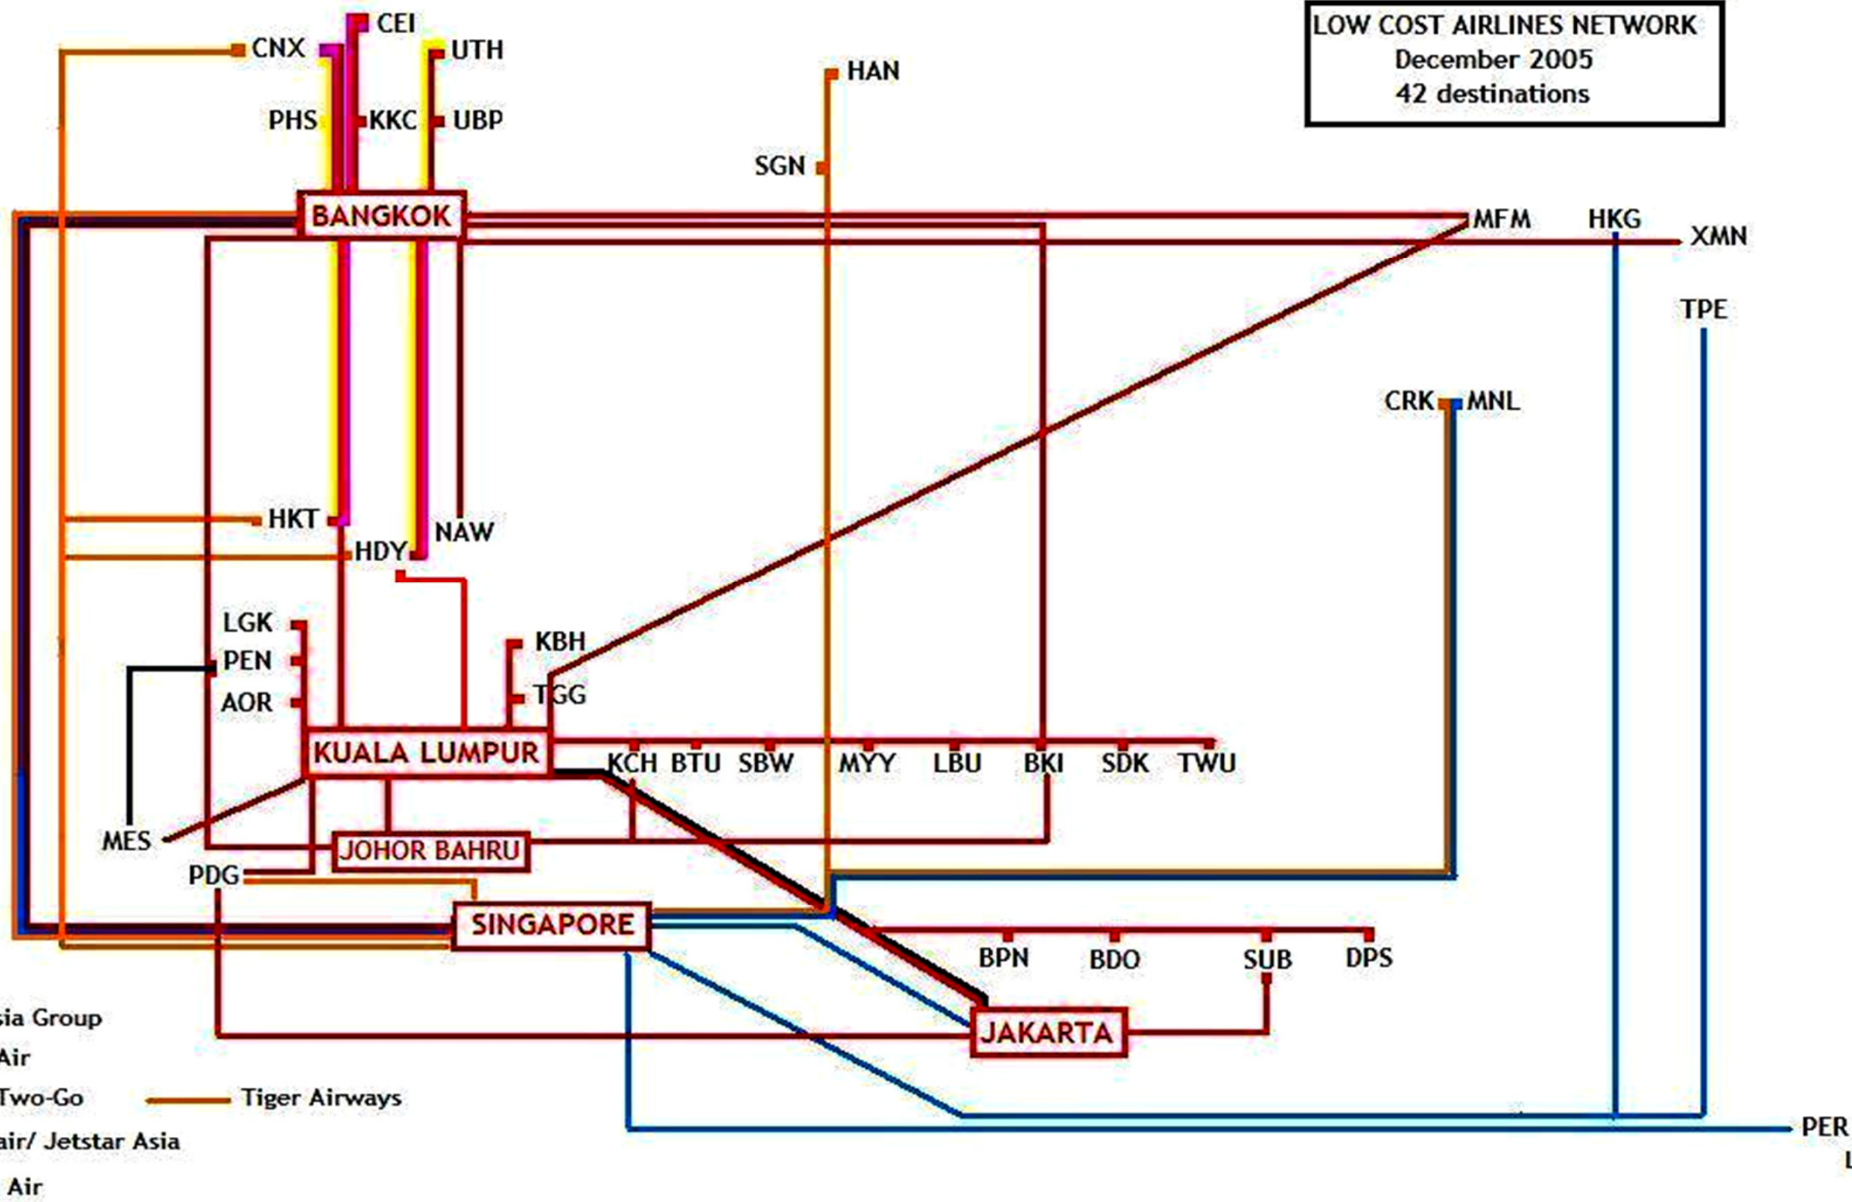 LOW COST AIRLINES NETWORK
December 2005
42 destinations
CEI
CNX
UTH
HAN
PHS
KKC
UBP
SGN
BANGKOK
MFM
HKG
XMN
TPE
CRK
MNL
HKT
NAW
HDY
LGK
KBH
PEN
TGG
AOR
KUALA LUMPUR
KCH
BTU
SBW
MYY
LBU
BKI
SDK
TWU
MES
JOHOR BAHRU
PDG
SINGAPORE
BPN
BDO
SUB
DPS
JAKARTA
sia Group
Air
Two-Go
Tiger Airways
PER
air/ Jetstar Asia
L
Air